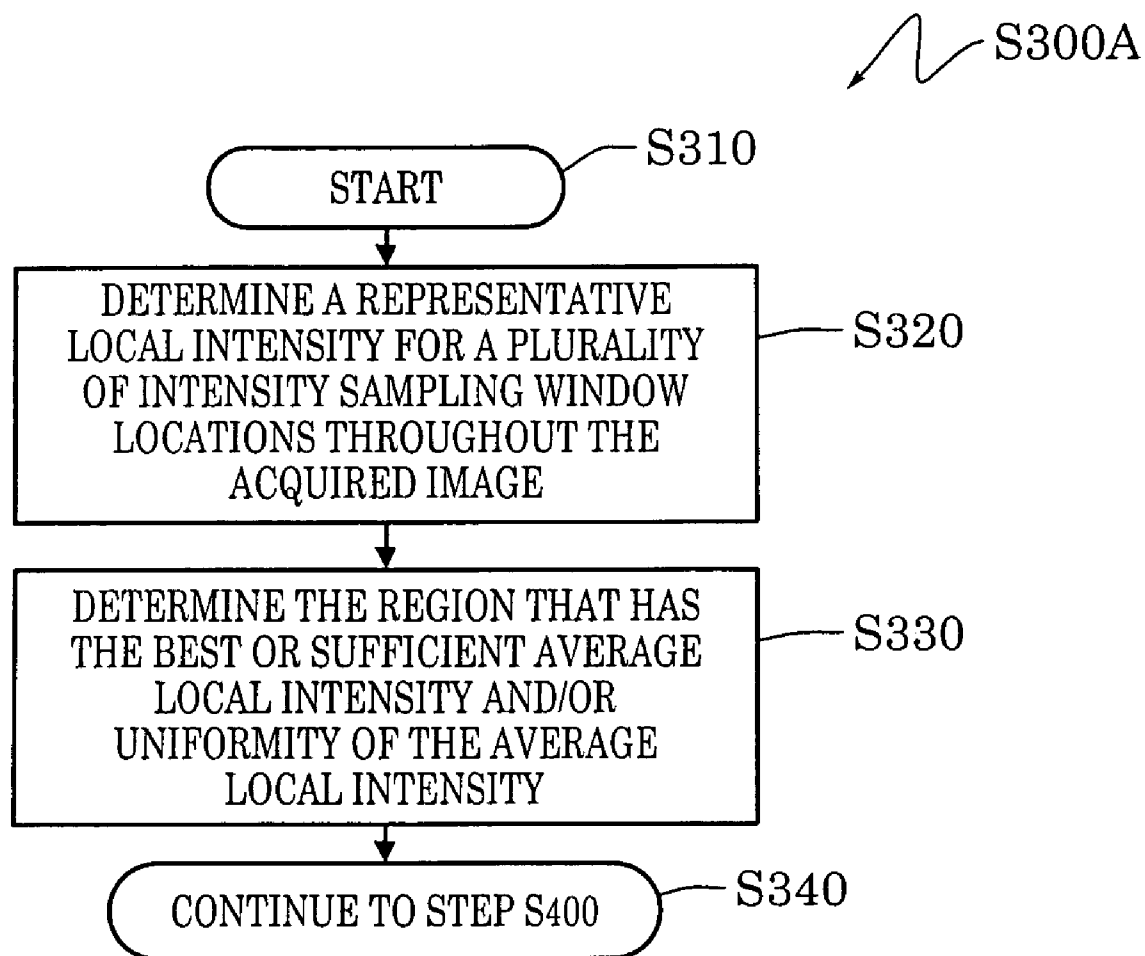 S300A
S310
START
DETERMINE A REPRESENTATIVE
LOCAL INTENSITY FOR A PLURALITY
OF INTENSITY SAMPLING WINDOW
LOCATIONS THROUGHOUT THE
ACQUIRED IMAGE
S320
DETERMINE THE REGION THAT HAS
THE BEST OR SUFFICIENT AVERAGE
LOCAL INTENSITY AND/OR
UNIFORMITY OF THE AVERAGE
LOCAL INTENSITY
S330
CONTINUE TO STEP S400
S340